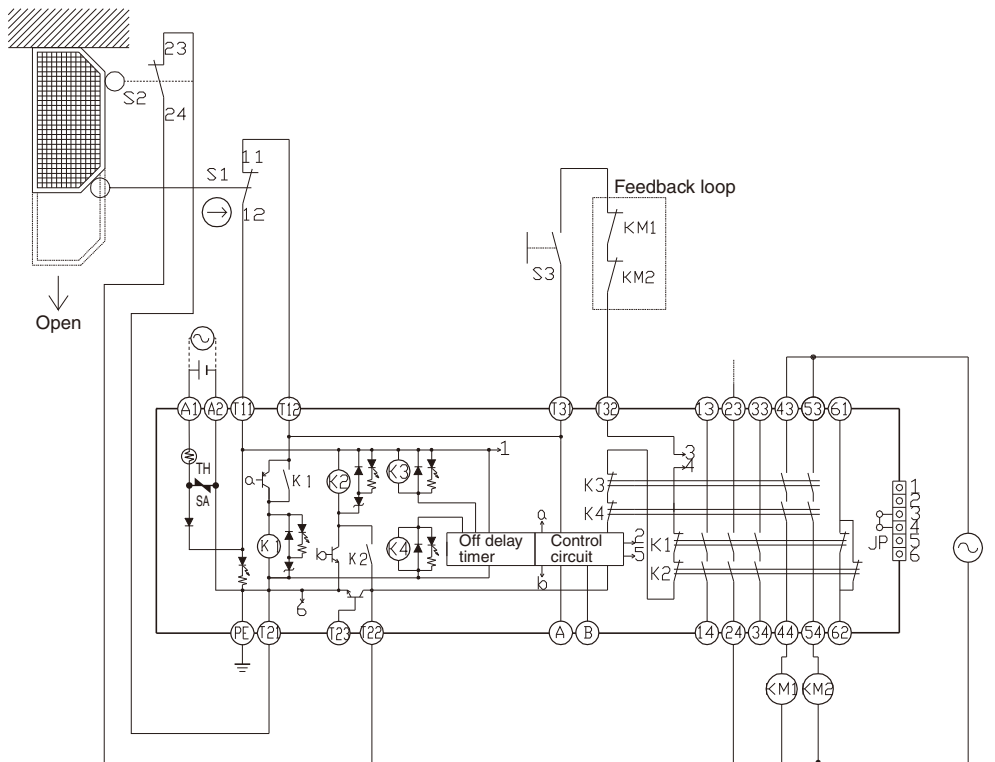 23
S2
24
11
S1
12
Feedback loop
KM1
S3
KM2
Open
A1 A2 T11 T12 T31 T32 13 23 33 43 53 61
1
TH
SA
a
K1
K2
K3
3
4
K3
K4
1
2
3
4
5
6
JP
a
K1
b
K2
K4
Off delay timer
Control circuit
2
5
K1
K2
b
6
PE T21 T23 T22 A B 14 24 34 44 54 62
KM1 KM2